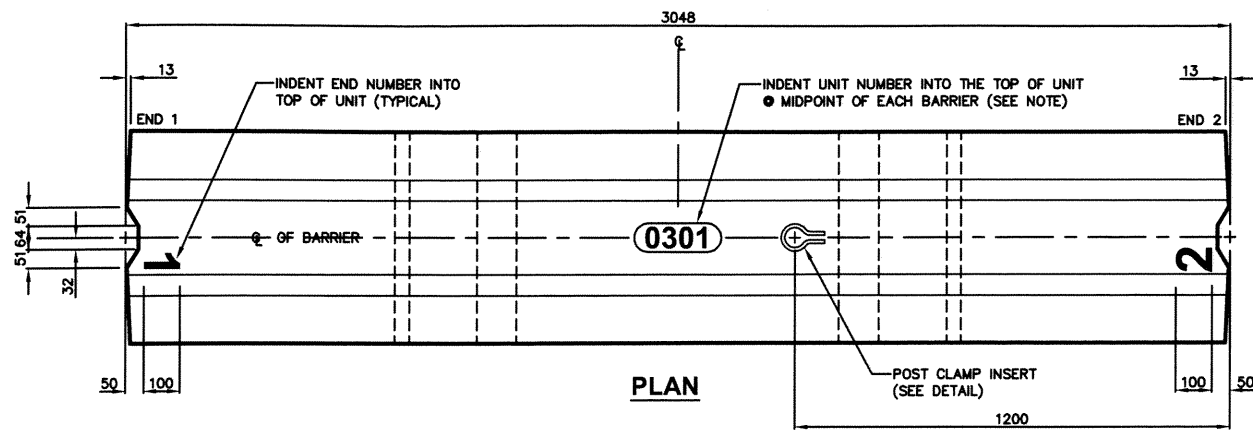 3048
℄
13
INDENT END NUMBER INTO
TOP OF UNIT (TYPICAL)
INDENT UNIT NUMBER INTO THE TOP OF UNIT
@ MIDPOINT OF EACH BARRIER (SEE NOTE)
13
END 1
END 2
51
64
51
32
℄ OF BARRIER
0301
1
2
50
100
PLAN
POST CLAMP INSERT
(SEE DETAIL)
100
50
1200